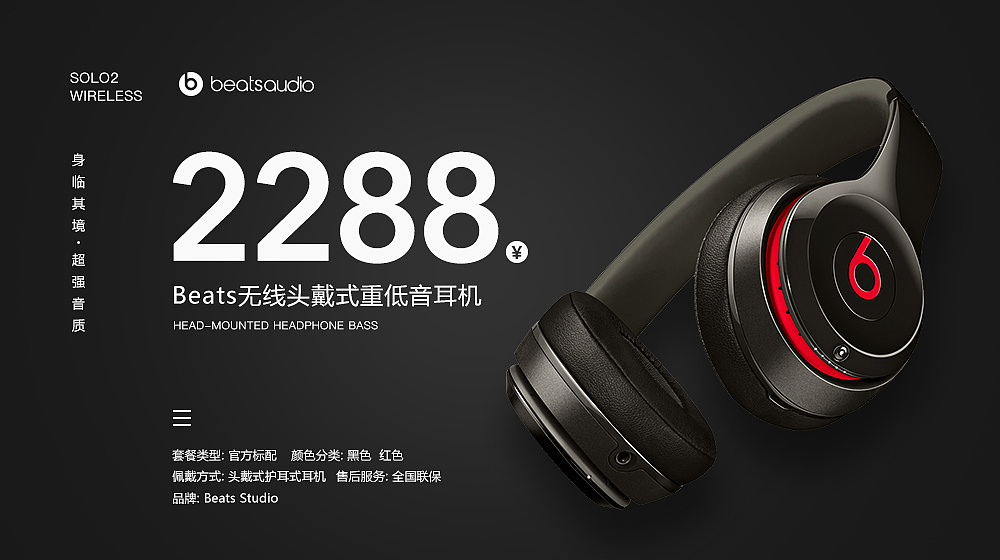 SOLO2
WIRELESS
beatsaudio
身临其境·超强音质
2288.¥
Beats无线头戴式重低音耳机
HEAD-MOUNTED HEADPHONE BASS
套餐类型: 官方标配 颜色分类: 黑色 红色
佩戴方式: 头戴式护耳式耳机 售后服务: 全国联保
品牌: Beats Studio